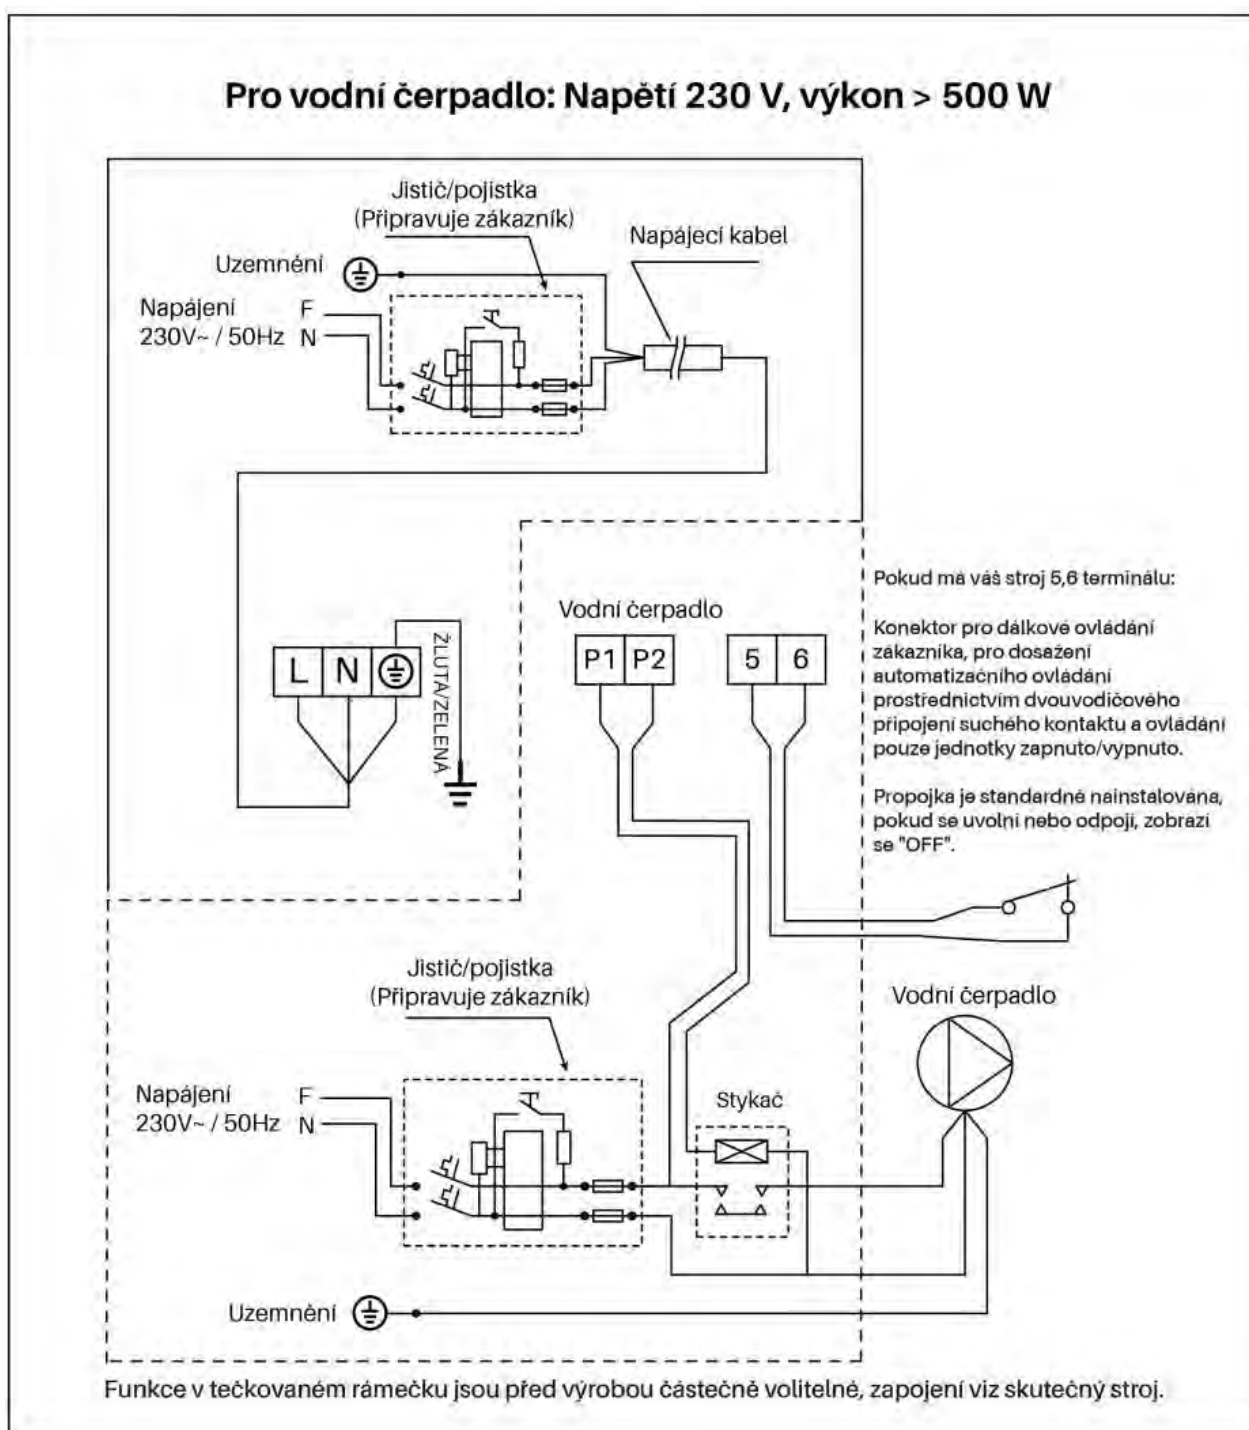 Pro vodní čerpadlo: Napětí 230 V, výkon > 500 W
Jistič/pojistka
(Připravuje zákazník)
Napájecí kabel
Uzemnění
Napájení F
230V~ / 50Hz N
L N
ŽLUTÁ/ZELENÁ
Vodní čerpadlo
P1 P2
5 6
Pokud má váš stroj 5,6 terminálu:
Konektor pro dálkové ovládání
zákazníka, pro dosažení
automatizačního ovládání
prostřednictvím dvouvodičového
připojení suchého kontaktu a ovládání
pouze jednotky zapnuto/vypnuto.
Propojka je standardně nainstalována,
pokud se uvolní nebo odpojí, zobrazí
se "OFF".
Jistič/pojistka
(Připravuje zákazník)
Vodní čerpadlo
Napájení F
230V~ / 50Hz N
Stykač
Uzemnění
Funkce v tečkovaném rámečku jsou před výrobou částečně volitelné, zapojení viz skutečný stroj.